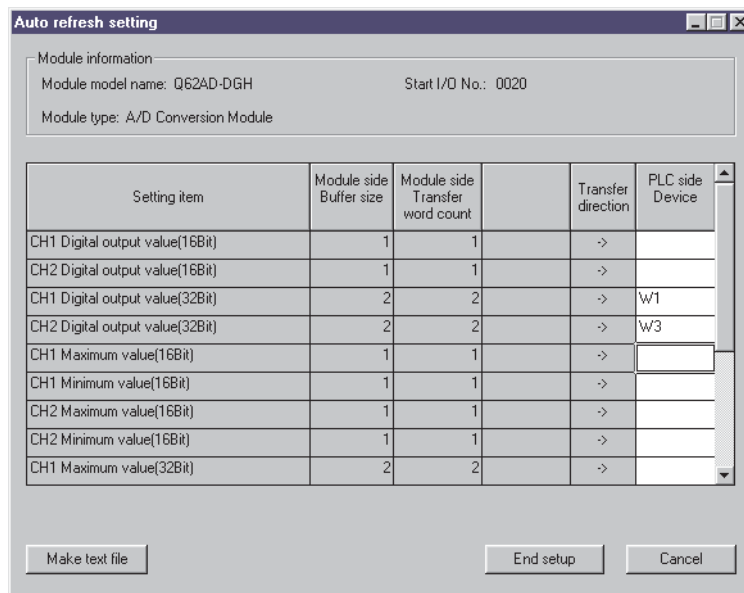 Auto refresh setting
Module information
Module model name: Q62AD-DGH Start I/O No.: 0020
Module type: A/D Conversion Module
Setting item Module side Buffer size Module side Transfer word count Transfer direction PLC side Device
CH1 Digital output value(16Bit) 1 1 ->
CH2 Digital output value(16Bit) 1 1 ->
CH1 Digital output value(32Bit) 2 2 -> W1
CH2 Digital output value(32Bit) 2 2 -> W3
CH1 Maximum value(16Bit) 1 1 ->
CH1 Minimum value(16Bit) 1 1 ->
CH2 Maximum value(16Bit) 1 1 ->
CH2 Minimum value(16Bit) 1 1 ->
CH1 Maximum value(32Bit) 2 2 ->
Make text file End setup Cancel